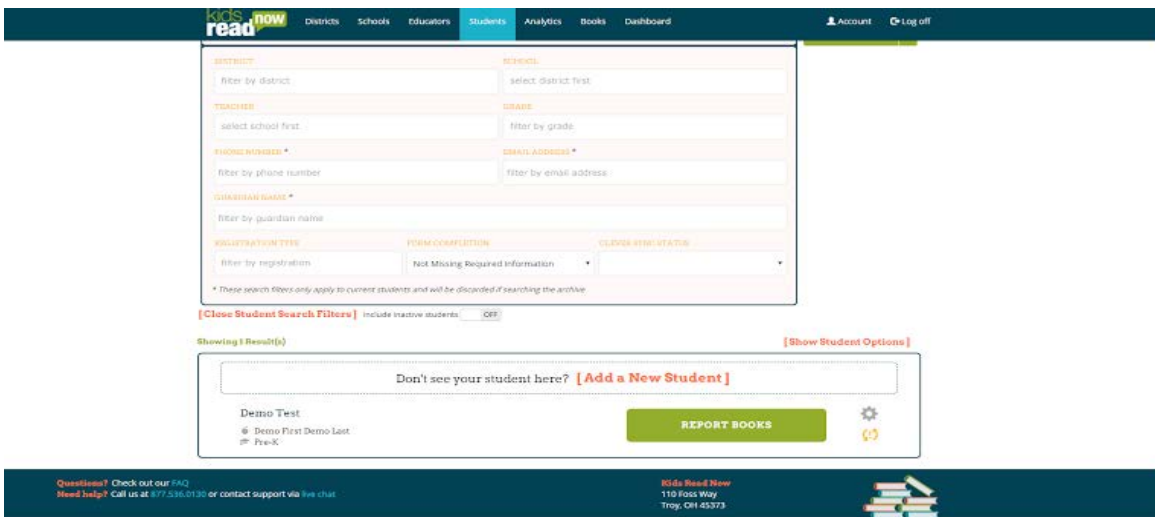 kids read now
Districts Schools Educators Students Analytics Books Dashboard Account Log off
DISTRICT SCHOOL
filter by district select district first
TEACHER GRADE
select school first filter by grade
PHONE NUMBER * EMAIL ADDRESS *
filter by phone number filter by email address
GUARDIAN NAME *
filter by guardian name
REGISTRATION TYPE FORM COMPLETION CLEVER SYNC STATUS
filter by registration Not Missing Required Information
* These search filters only apply to current students and will be discarded if searching the archive
[Close Student Search Filters] Include inactive students OFF
Showing 1 Result(s) [Show Student Options]
Don't see your student here? [Add a New Student]
Demo Test
Demo First Demo Last
Pre-K
REPORT BOOKS
Questions? Check out our FAQ
Need help? Call us at 877.536.0130 or contact support via live chat
Kids Read Now
110 Foss Way
Troy, OH 45373